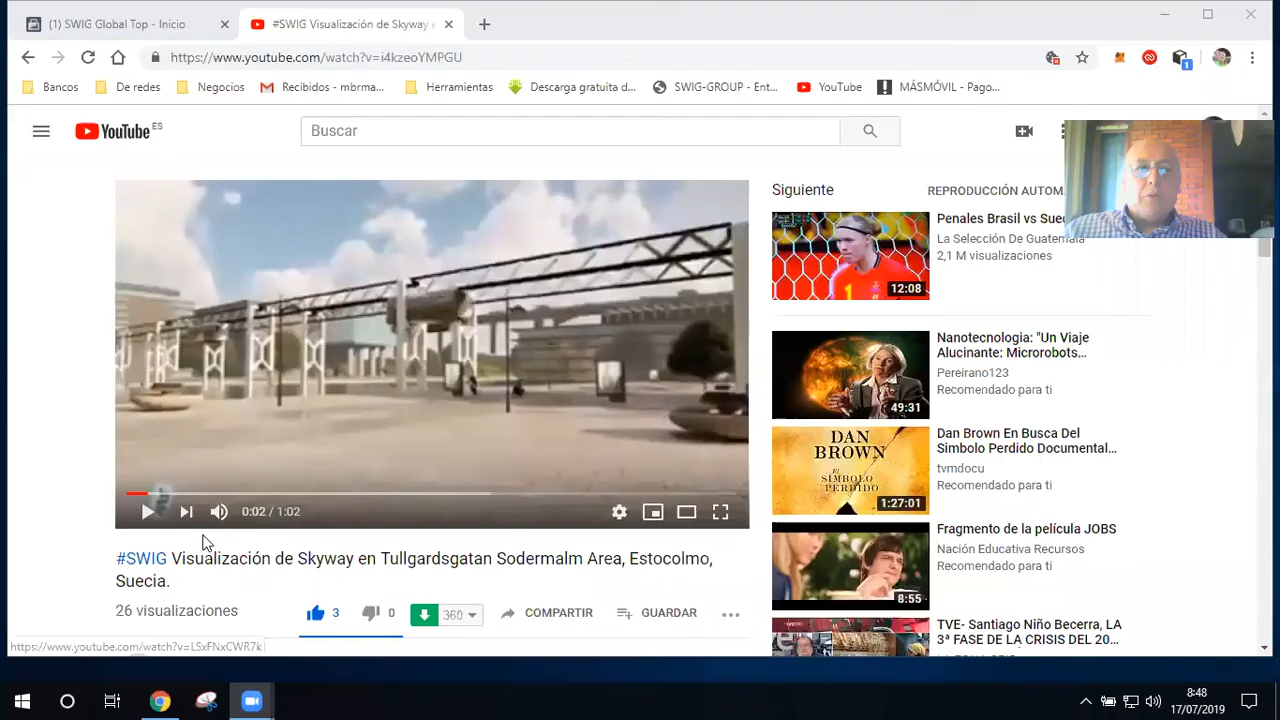 (1) SWIG Global Top - Inicio
#SWIG Visualización de Skyway e
https://www.youtube.com/watch?v=i4kzeoYMPGU
1
Bancos
De redes
Negocios
Recibidos - mbrma...
Herramientas
Descarga gratuita d...
SWIG-GROUP - Ent...
YouTube
MÁSMÓVIL - Pago...
YouTube ES
Buscar
Siguiente
REPRODUCCIÓN AUTOM
Penales Brasil vs Sue
La Selección De Guatemala
2,1 M visualizaciones
12:08
Nanotecnologia: "Un Viaje
Alucinante: Microrobots...
Pereirano123
Recomendado para ti
49:31
DAN
BROWN
EL
SÍMBOLO
PERDIDO
1:27:01
Dan Brown En Busca Del
Simbolo Perdido Documental...
tvmdocu
Recomendado para ti
Fragmento de la película JOBS
Nación Educativa Recursos
Recomendado para ti
8:55
TVE- Santiago Niño Becerra, LA
3ª FASE DE LA CRISIS DEL 20...
0:02 / 1:02
#SWIG Visualización de Skyway en Tullgardsgatan Sodermalm Area, Estocolmo,
Suecia.
26 visualizaciones
3
0
360
COMPARTIR
GUARDAR
https://www.youtube.com/watch?v=LSxFNxCWR7k
8:48
17/07/2019